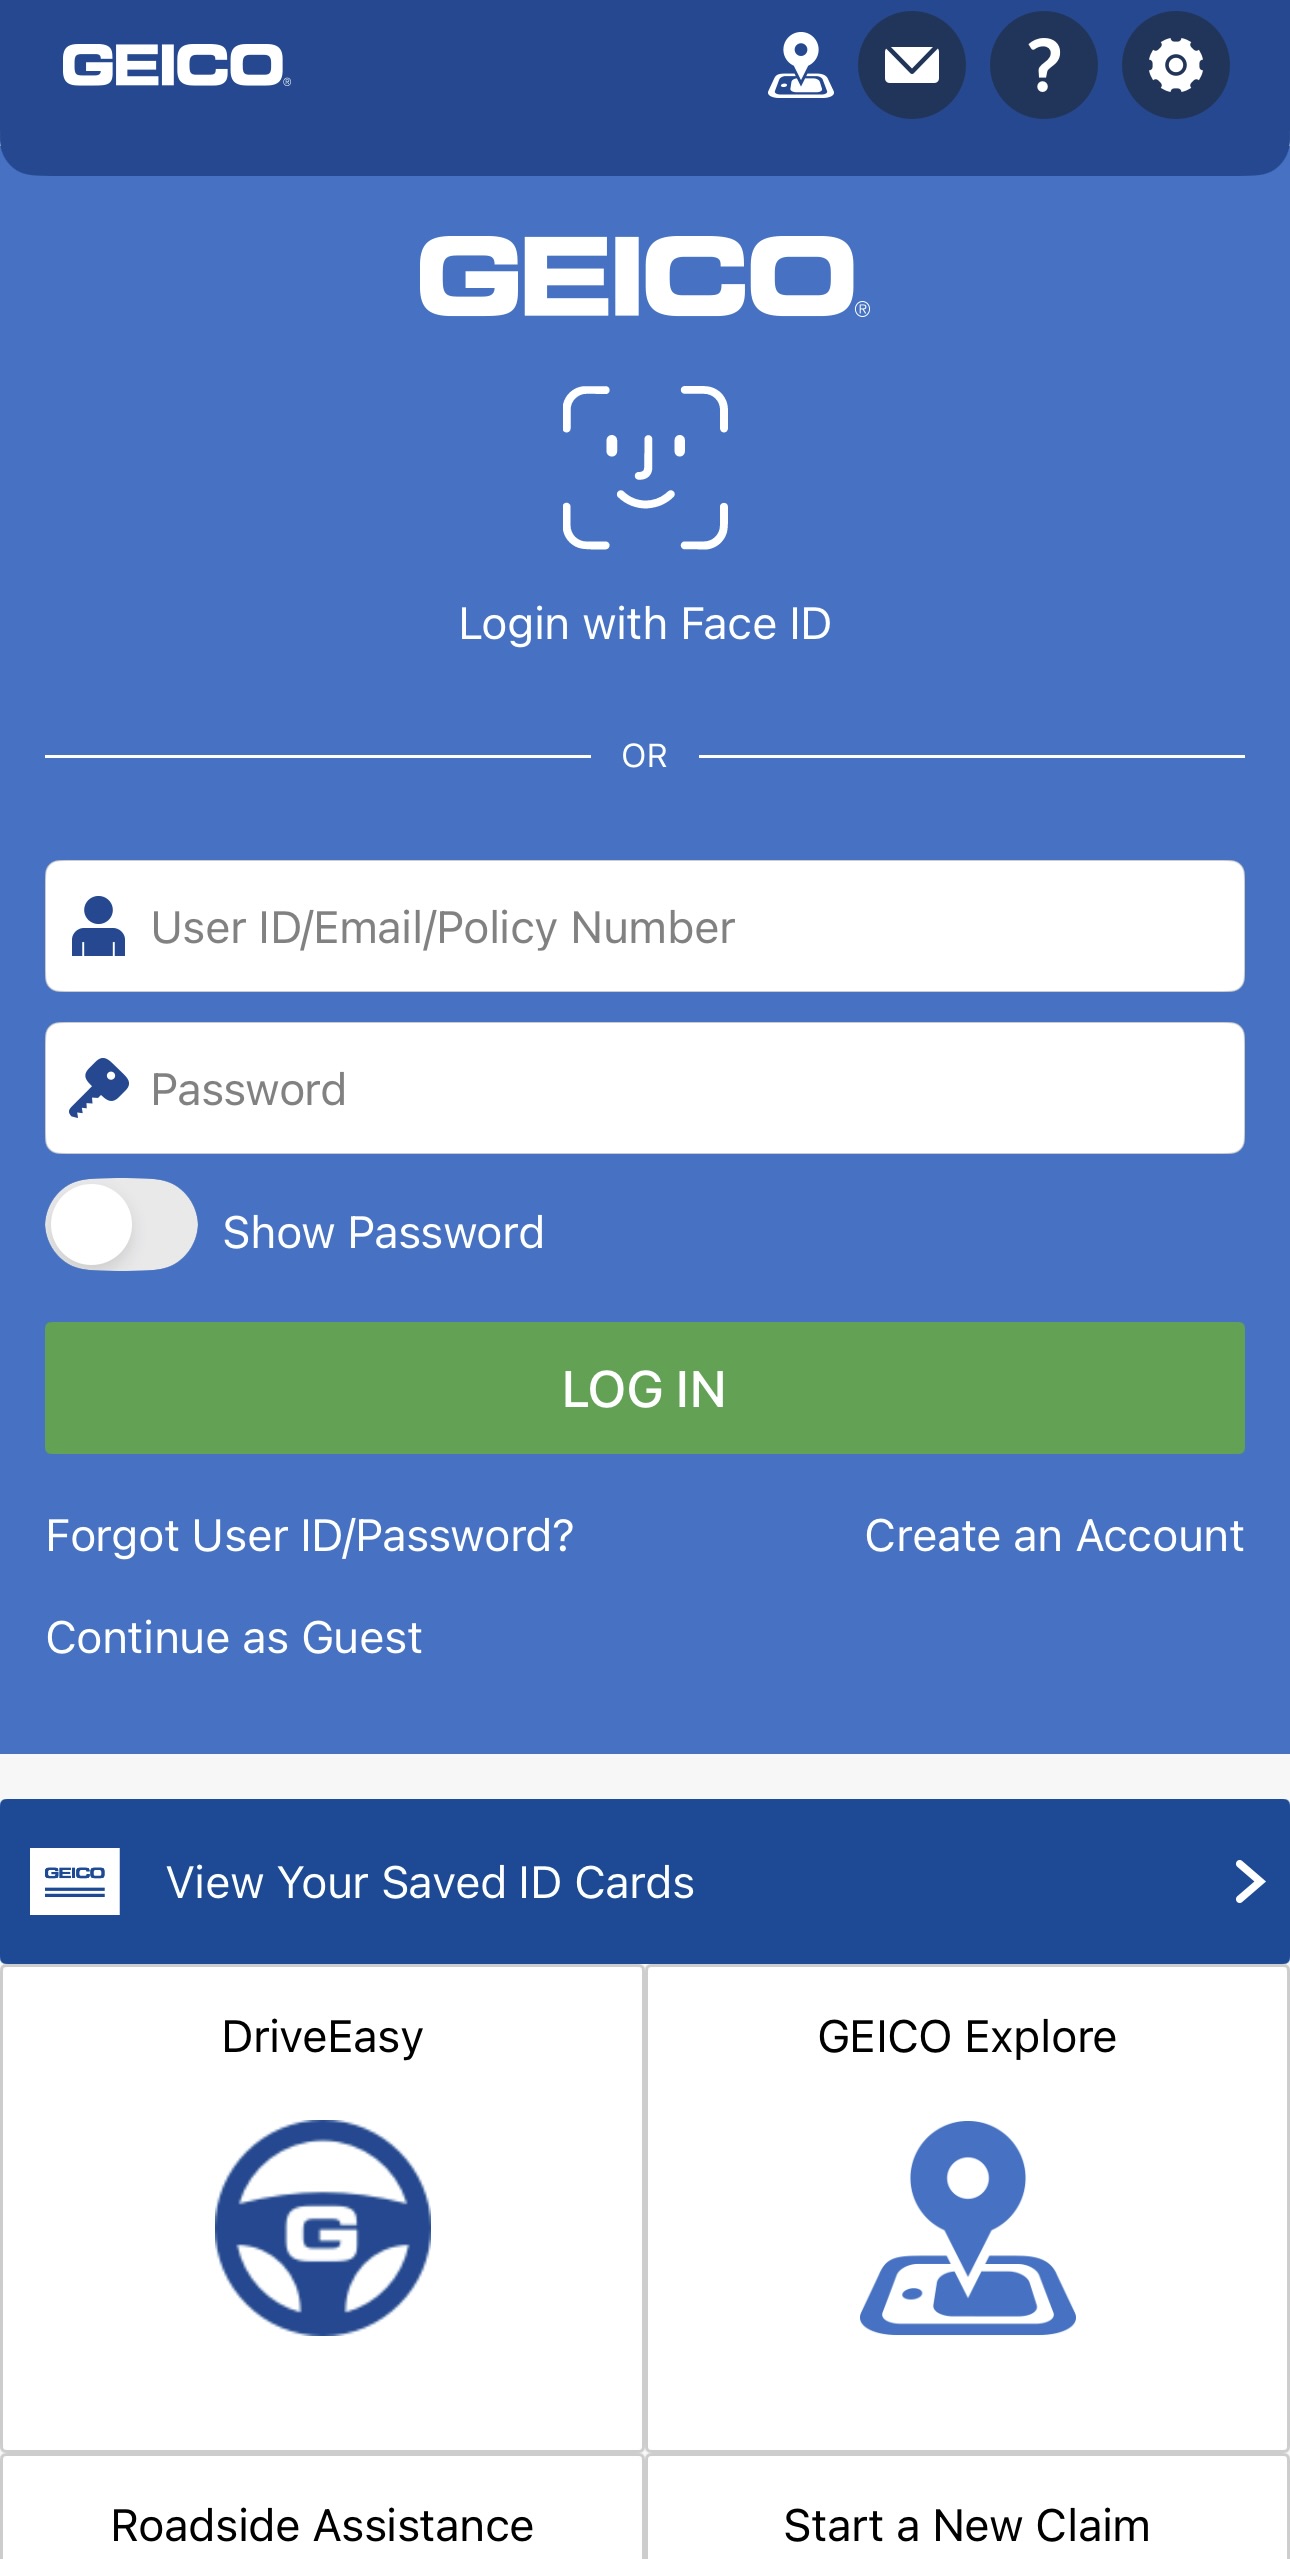 GEICO®
GEICO®
Login with Face ID
OR
User ID/Email/Policy Number
Password
Show Password
LOG IN
Forgot User ID/Password?
Create an Account
Continue as Guest
GEICO
View Your Saved ID Cards
DriveEasy
GEICO Explore
G
Roadside Assistance
Start a New Claim